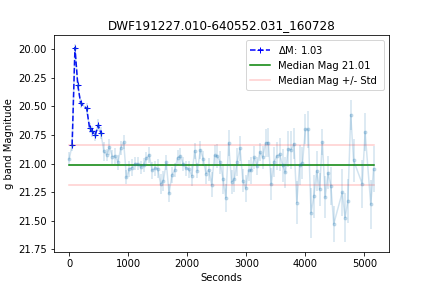 DWF191227.010-640552.031_160728
ΔM: 1.03
Median Mag 21.01
Median Mag +/- Std
g band Magnitude
20.00
20.25
20.50
20.75
21.00
21.25
21.50
21.75
0 1000 2000 3000 4000 5000
Seconds